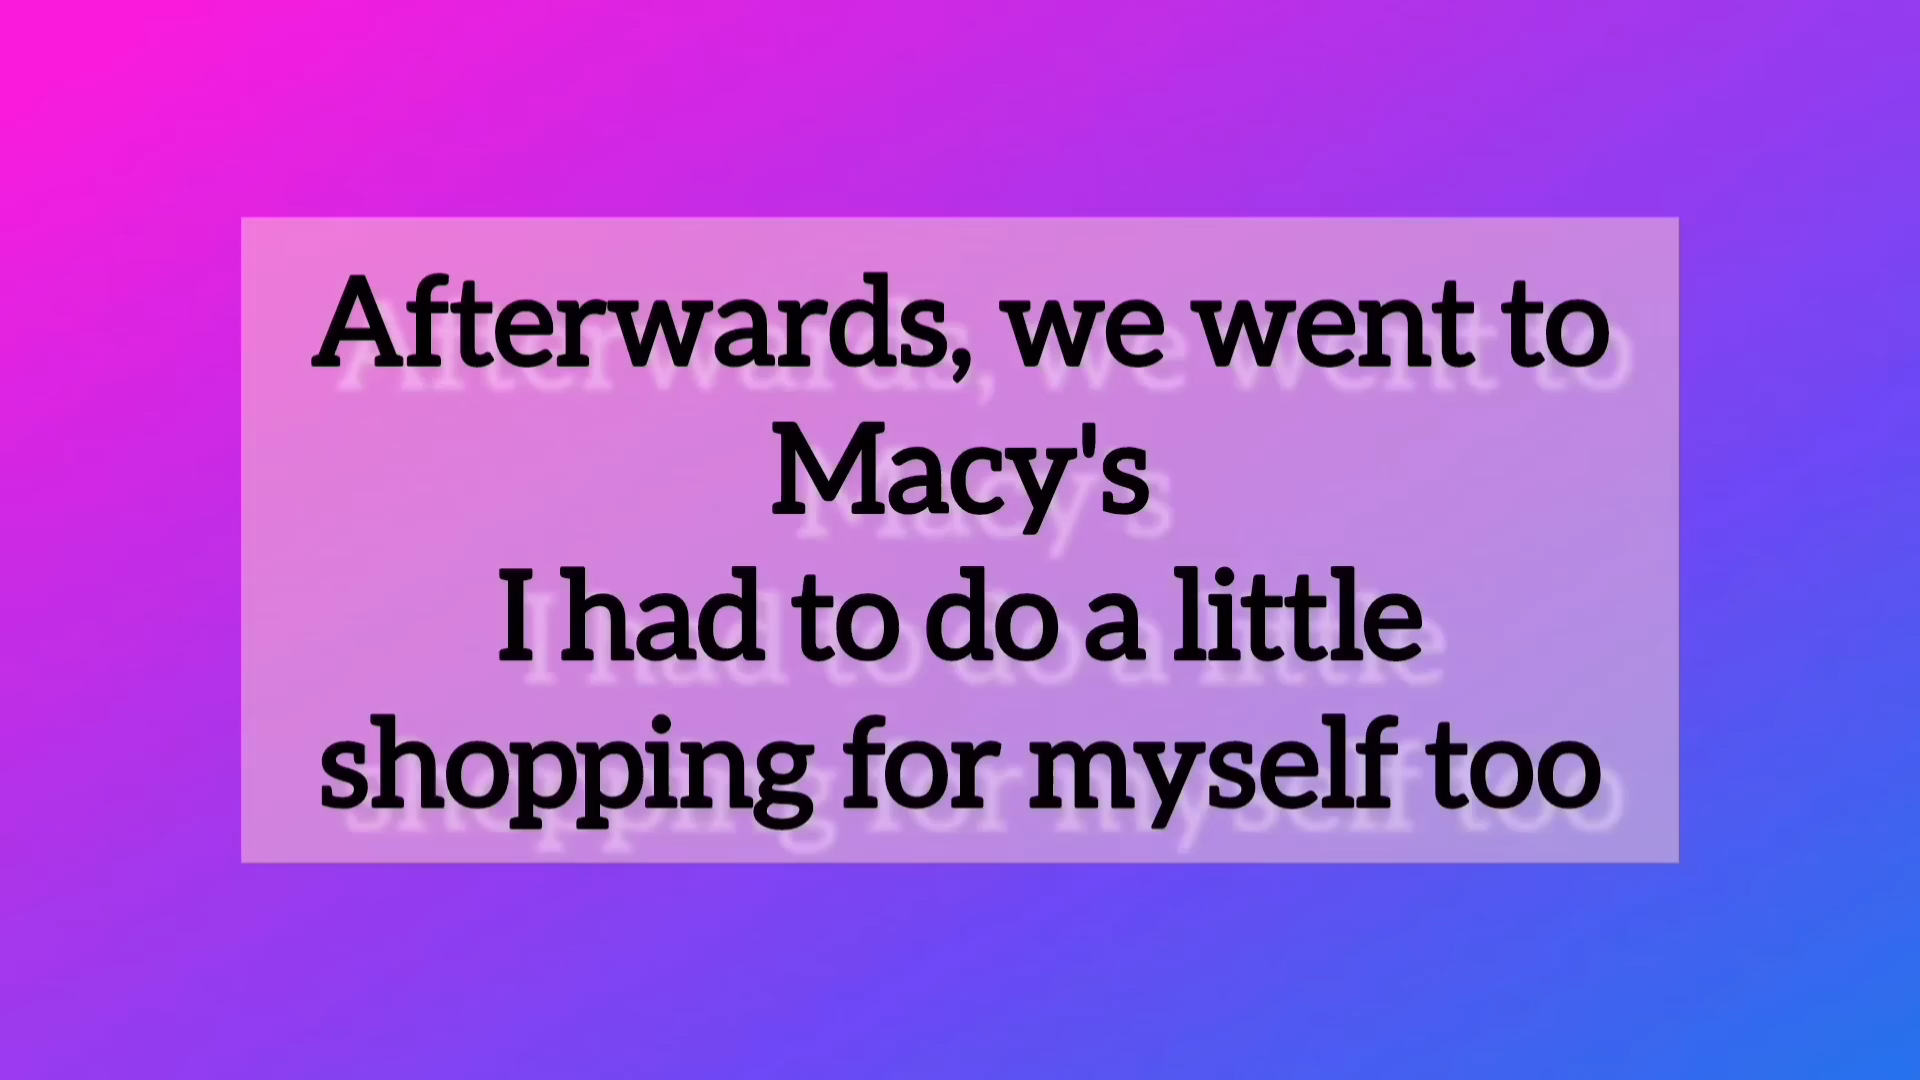 Afterwards, we went to
Macy's
I had to do a little
shopping for myself too